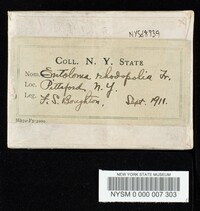 NYSf8939
COLL. N. Y. STATE
Name, Entoloma rhodopolia Fr.
Loc. Pittsford, N. Y.
Leg. F. S. Boughton. Sept. 1911.
NEW YORK STATE MUSEUM
NYSM 0 000 007 303